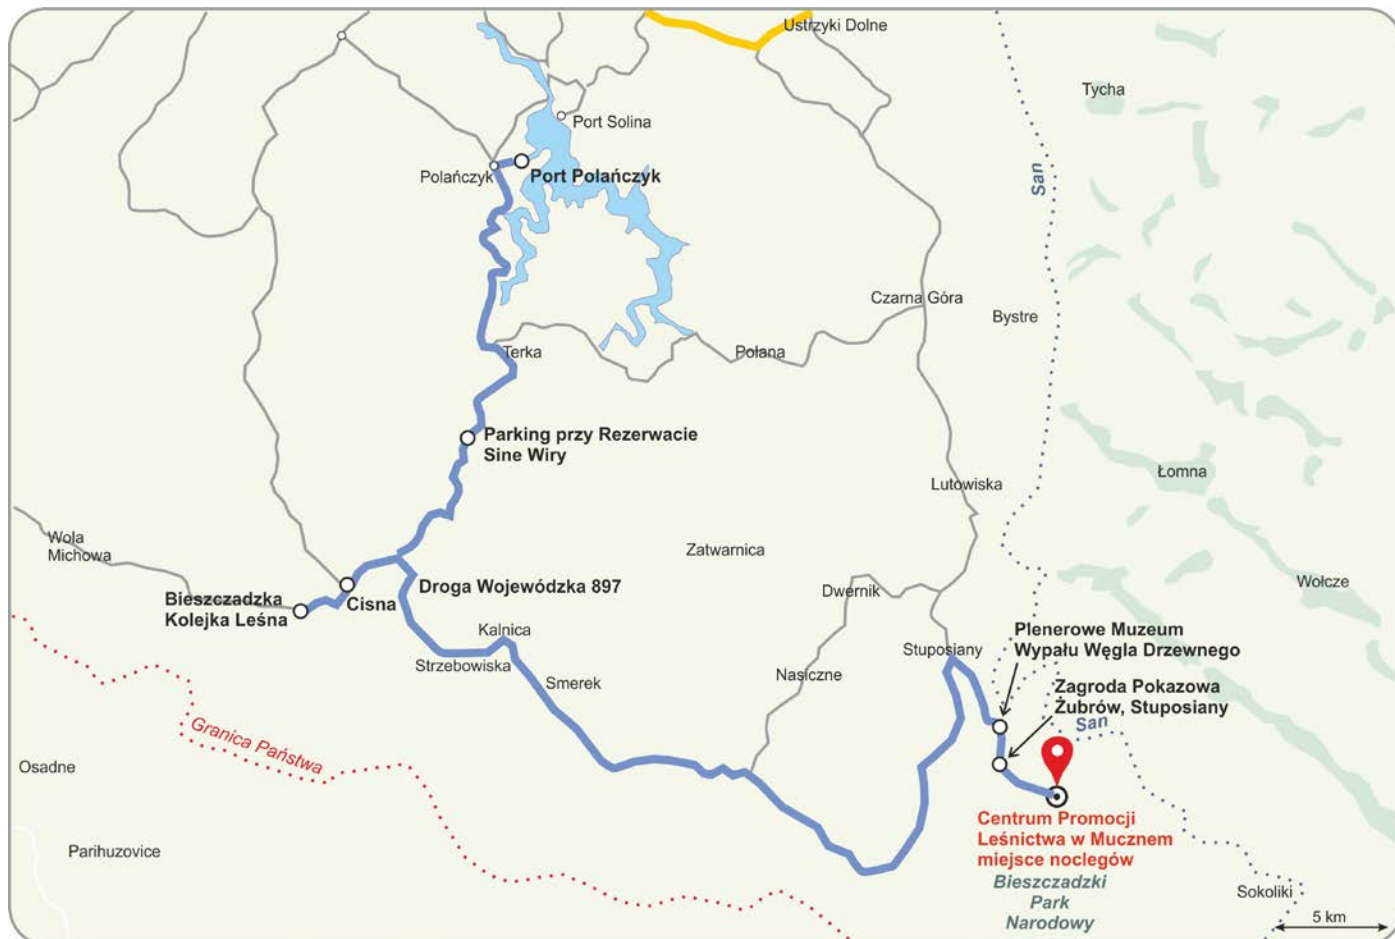 Ustrzyki Dolne
Tycha
Port Solina
Polańczyk
Port Polańczyk
San
Czarna Góra
Bystre
Terka
Polana
Parking przy Rezerwacie
Sine Wiry
Łomna
Lutowiska
Wola
Michowa
Zatwarnica
Wołcze
Droga Wojewódzka 897
Dwernik
Bieszczadzka
Kolejka Leśna
Cisna
Kalnica
Strzebowiska
Plenerowe Muzeum
Wypału Węgla Drzewnego
Stuposiany
Nasiczne
Smerek
Zagroda Pokazowa
Żubrów, Stuposiany
San
Granica Państwa
Osadne
Centrum Promocji
Leśnictwa w Mucznem
miejsce noclegów
Parihuzovice
Bieszczadzki
Park
Narodowy
Sokoliki
5 km